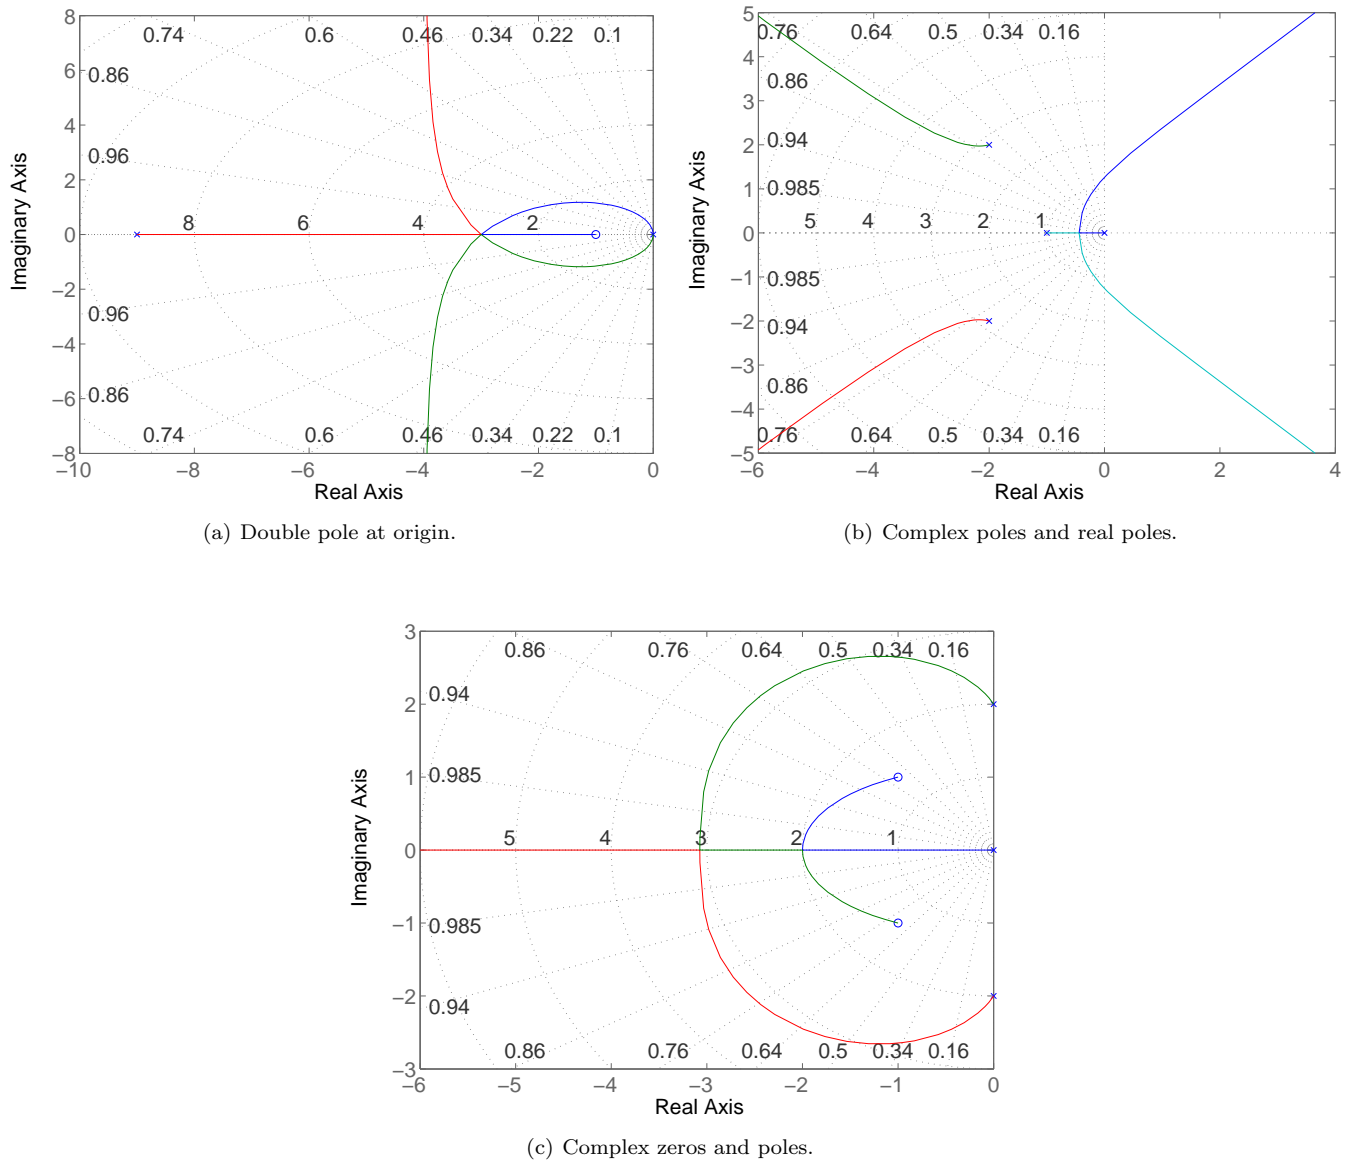 8
0.74 0.6 0.46 0.34 0.22 0.1
6
0.86
4
0.96
2
8 6 4 2
0
−2
0.96
−4
−6
0.86
0.74 0.6 0.46 0.34 0.22 0.1
−8
−10 −8 −6 −4 −2 0
Real Axis
Imaginary Axis
(a) Double pole at origin.
5
0.76 0.64 0.5 0.34 0.16
4
0.86
3
0.94
2
0.985
1
5 4 3 2 1
0
−1
0.985
−2
0.94
−3
0.86
−4
0.76 0.64 0.5 0.34 0.16
−5
−6 −4 −2 0 2 4
Real Axis
Imaginary Axis
(b) Complex poles and real poles.
3
0.86 0.76 0.64 0.5 0.34 0.16
0.94
2
0.985
1
5 4 3 2 1
0
−1
0.985
−2
0.94
0.86 0.76 0.64 0.5 0.34 0.16
−3
−6 −5 −4 −3 −2 −1 0
Real Axis
Imaginary Axis
(c) Complex zeros and poles.